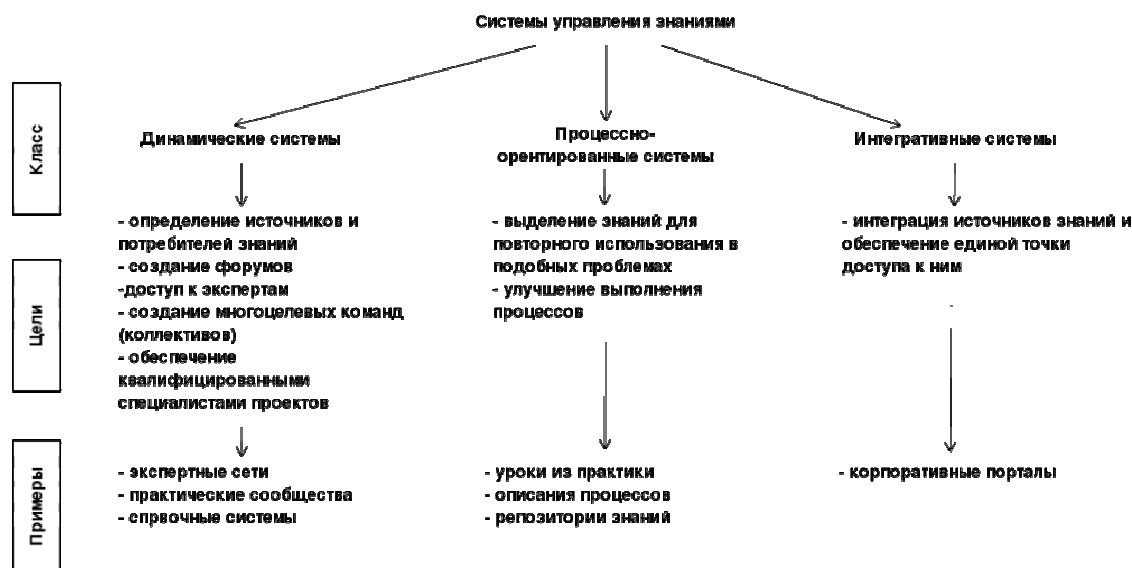 Системы управления знаниями
Класс
Динамические системы
Процессно-
орентированные системы
Интегративные системы
Цели
- определение источников и
потребителей знаний
- создание форумов
-доступ к экспертам
- создание многоцелевых команд
(коллективов)
- обеспечение
квалифицированными
специалистами проектов
- выделение знаний для
повторного использования в
подобных проблемах
- улучшение выполнения
процессов
- интеграция источников знаний и
обеспечение единой точки
доступа к ним
Примеры
- экспертные сети
- практические сообщества
- спрвочные системы
- уроки из практики
- описания процессов
- репозитории знаний
- корпоративные порталы